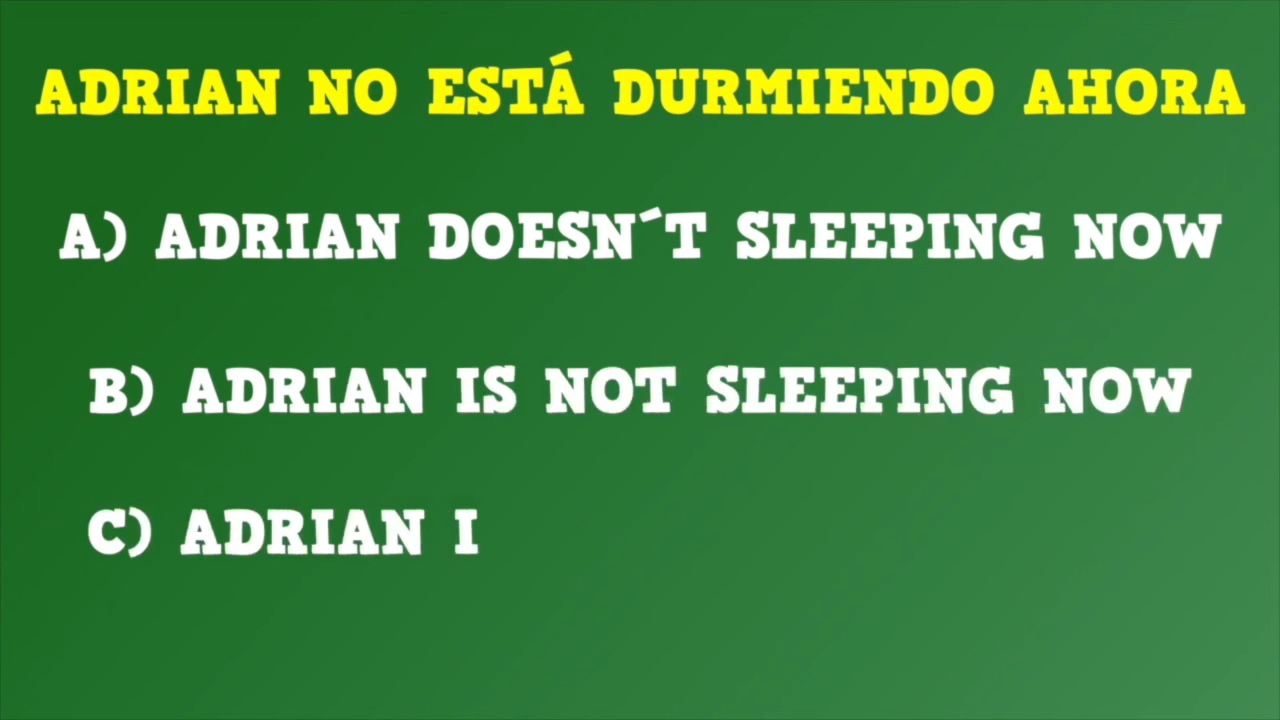 ADRIAN NO ESTÁ DURMIENDO AHORA
A) ADRIAN DOESN´T SLEEPING NOW
B) ADRIAN IS NOT SLEEPING NOW
C) ADRIAN I